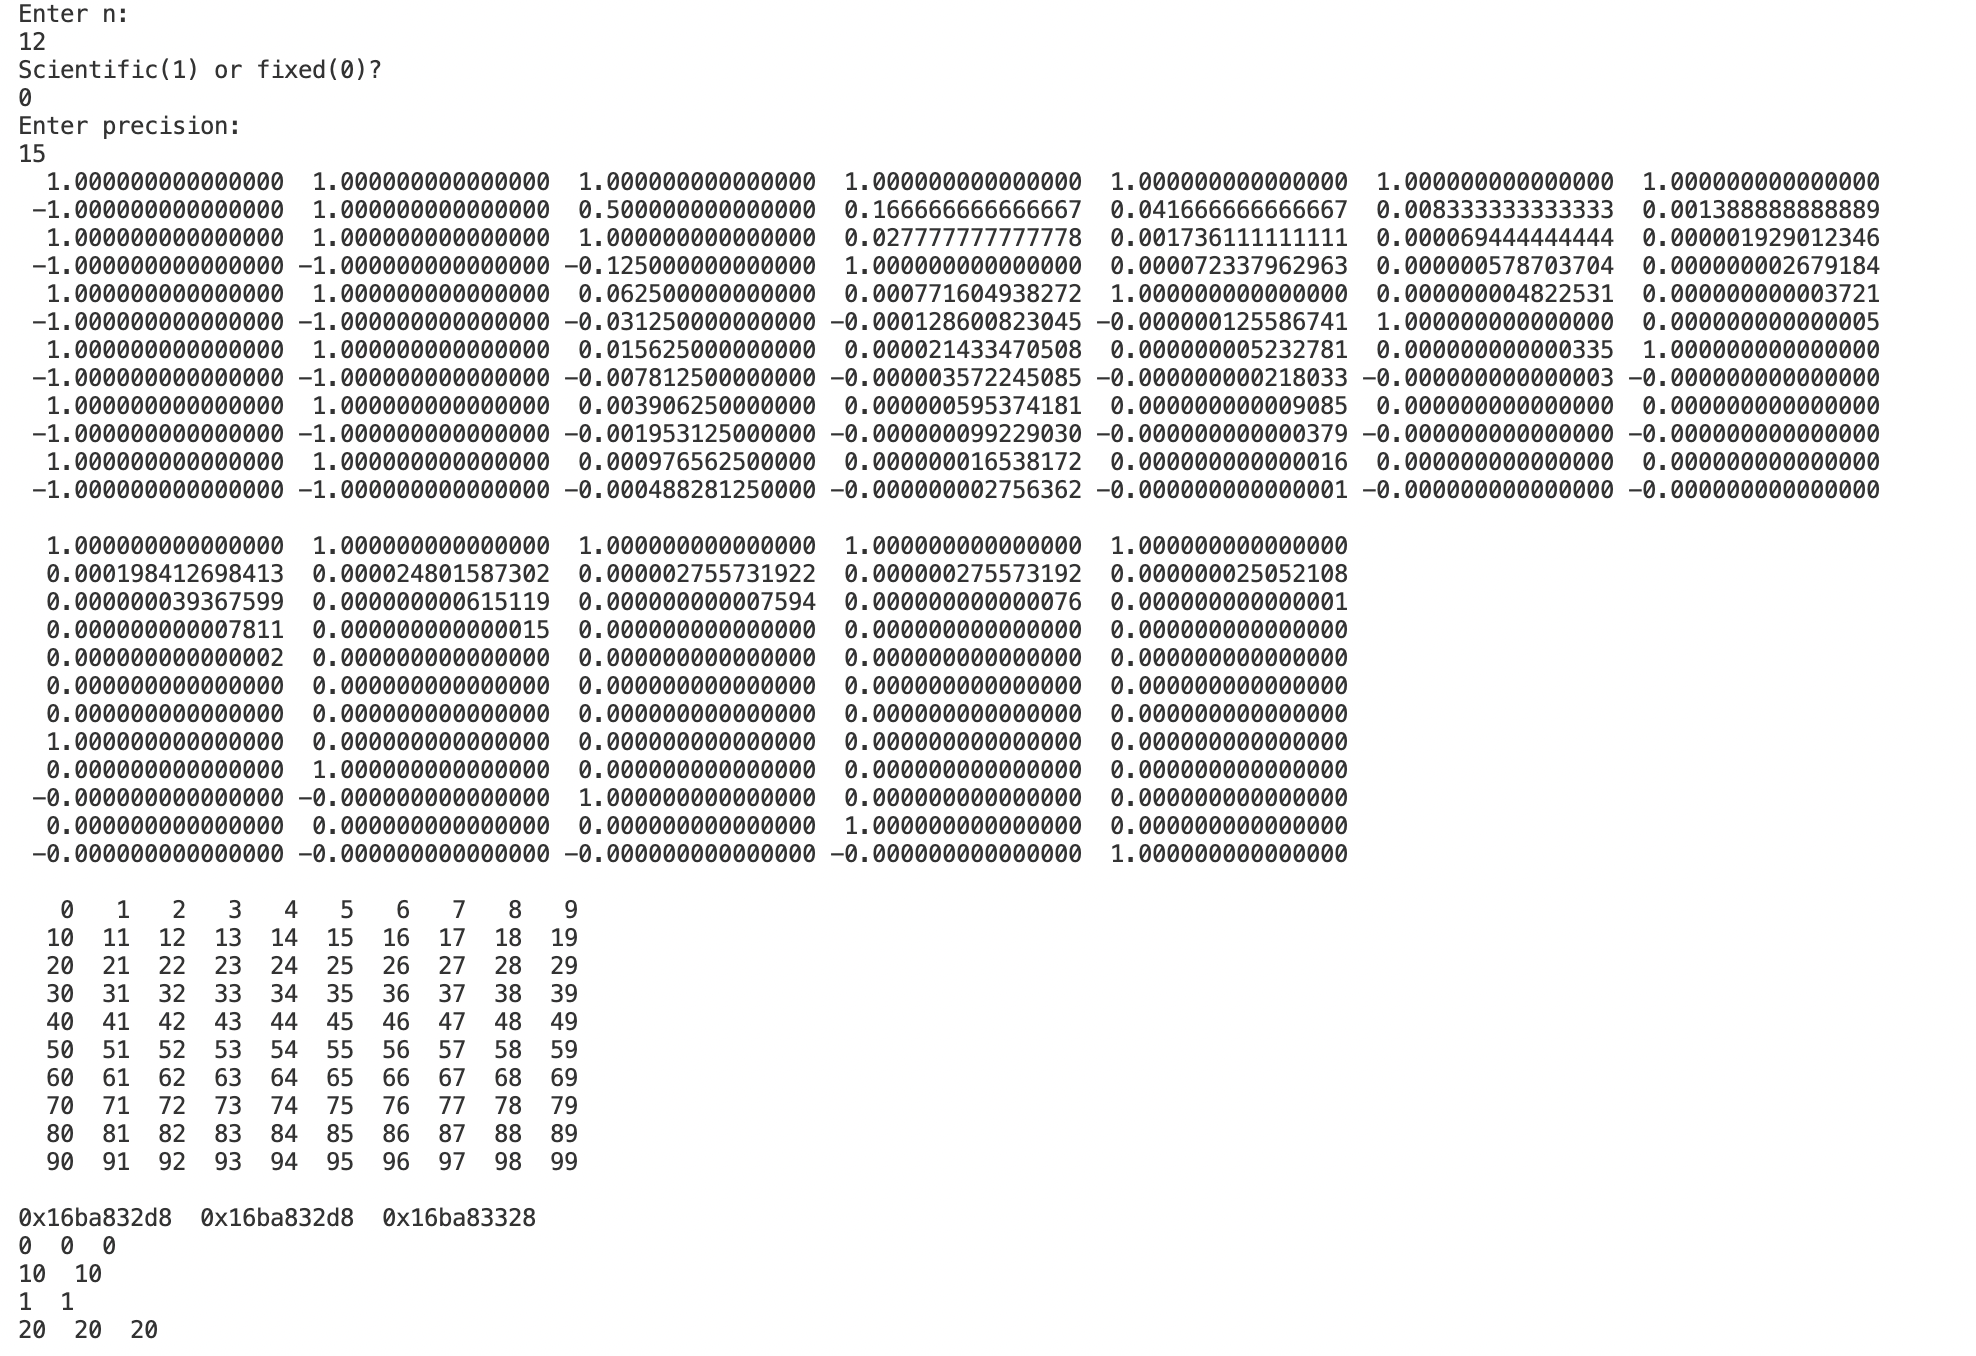 Enter n:
12
Scientific(1) or fixed(0)?
0
Enter precision:
15
  1.000000000000000  1.000000000000000  1.000000000000000  1.000000000000000  1.000000000000000  1.000000000000000  1.000000000000000
 −1.000000000000000  1.000000000000000  0.500000000000000  0.166666666666667  0.041666666666667  0.008333333333333  0.001388888888889
  1.000000000000000  1.000000000000000  1.000000000000000  0.027777777777778  0.001736111111111  0.000069444444444  0.000001929012346
 −1.000000000000000 −1.000000000000000 −0.125000000000000  1.000000000000000  0.000072337962963  0.000000578703704  0.000000002679184
  1.000000000000000  1.000000000000000  0.062500000000000  0.000771604938272  1.000000000000000  0.000000004822531  0.000000000003721
 −1.000000000000000 −1.000000000000000 −0.031250000000000 −0.000128600823045 −0.000000125586741  1.000000000000000  0.000000000000005
  1.000000000000000  1.000000000000000  0.015625000000000  0.000021433470508  0.000000005232781  0.000000000000335  1.000000000000000
 −1.000000000000000 −1.000000000000000 −0.007812500000000 −0.000003572245085 −0.000000000218033 −0.000000000000003 −0.000000000000000
  1.000000000000000  1.000000000000000  0.003906250000000  0.000000595374181  0.000000000009085  0.000000000000000  0.000000000000000
 −1.000000000000000 −1.000000000000000 −0.001953125000000 −0.000000099229030 −0.000000000000379 −0.000000000000000 −0.000000000000000
  1.000000000000000  1.000000000000000  0.000976562500000  0.000000016538172  0.000000000000016  0.000000000000000  0.000000000000000
 −1.000000000000000 −1.000000000000000 −0.000488281250000 −0.000000002756362 −0.000000000000001 −0.000000000000000 −0.000000000000000
  1.000000000000000  1.000000000000000  1.000000000000000  1.000000000000000  1.000000000000000
  0.000198412698413  0.000024801587302  0.000002755731922  0.000000275573192  0.000000025052108
  0.000000039367599  0.000000000615119  0.000000000007594  0.000000000000076  0.000000000000001
  0.000000000007811  0.000000000000015  0.000000000000000  0.000000000000000  0.000000000000000
  0.000000000000002  0.000000000000000  0.000000000000000  0.000000000000000  0.000000000000000
  0.000000000000000  0.000000000000000  0.000000000000000  0.000000000000000  0.000000000000000
  0.000000000000000  0.000000000000000  0.000000000000000  0.000000000000000  0.000000000000000
  1.000000000000000  0.000000000000000  0.000000000000000  0.000000000000000  0.000000000000000
  0.000000000000000  1.000000000000000  0.000000000000000  0.000000000000000  0.000000000000000
 −0.000000000000000 −0.000000000000000  1.000000000000000  0.000000000000000  0.000000000000000
  0.000000000000000  0.000000000000000  0.000000000000000  1.000000000000000  0.000000000000000
 −0.000000000000000 −0.000000000000000 −0.000000000000000 −0.000000000000000  1.000000000000000
   0   1   2   3   4   5   6   7   8   9
  10  11  12  13  14  15  16  17  18  19
  20  21  22  23  24  25  26  27  28  29
  30  31  32  33  34  35  36  37  38  39
  40  41  42  43  44  45  46  47  48  49
  50  51  52  53  54  55  56  57  58  59
  60  61  62  63  64  65  66  67  68  69
  70  71  72  73  74  75  76  77  78  79
  80  81  82  83  84  85  86  87  88  89
  90  91  92  93  94  95  96  97  98  99
0x16ba832d8  0x16ba832d8  0x16ba83328
0  0  0
10  10
1  1
20  20  20